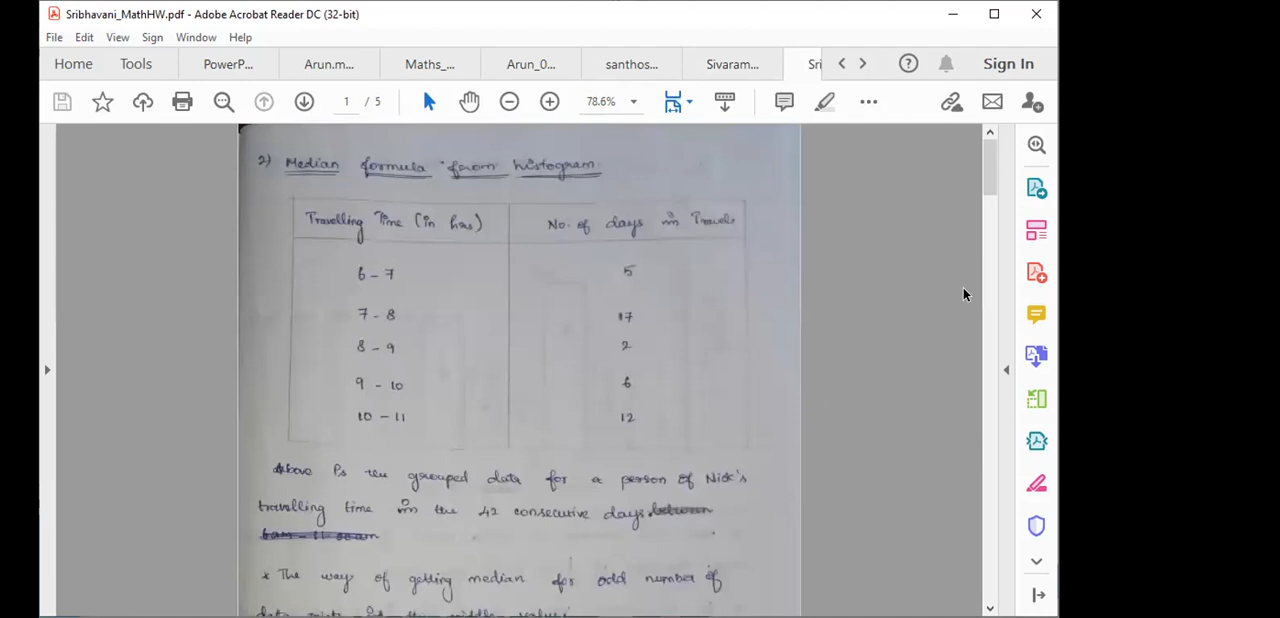 Sribhavani_MathHW.pdf - Adobe Acrobat Reader DC (32-bit)
File Edit View Sign Window Help
Home Tools PowerP... Arun.m... Maths_... Arun_0... santhos... Sivaram... Sri Sign In
1 / 5 78.6%
2) Median formula from histogram
Travelling Time (in hrs) No. of days in Travels
6 - 7 5
7 - 8 17
8 - 9 2
9 - 10 6
10 - 11 12
Above is the grouped data for a person of Nick's
travelling time in the 42 consecutive days between
* The way of getting median for odd number of